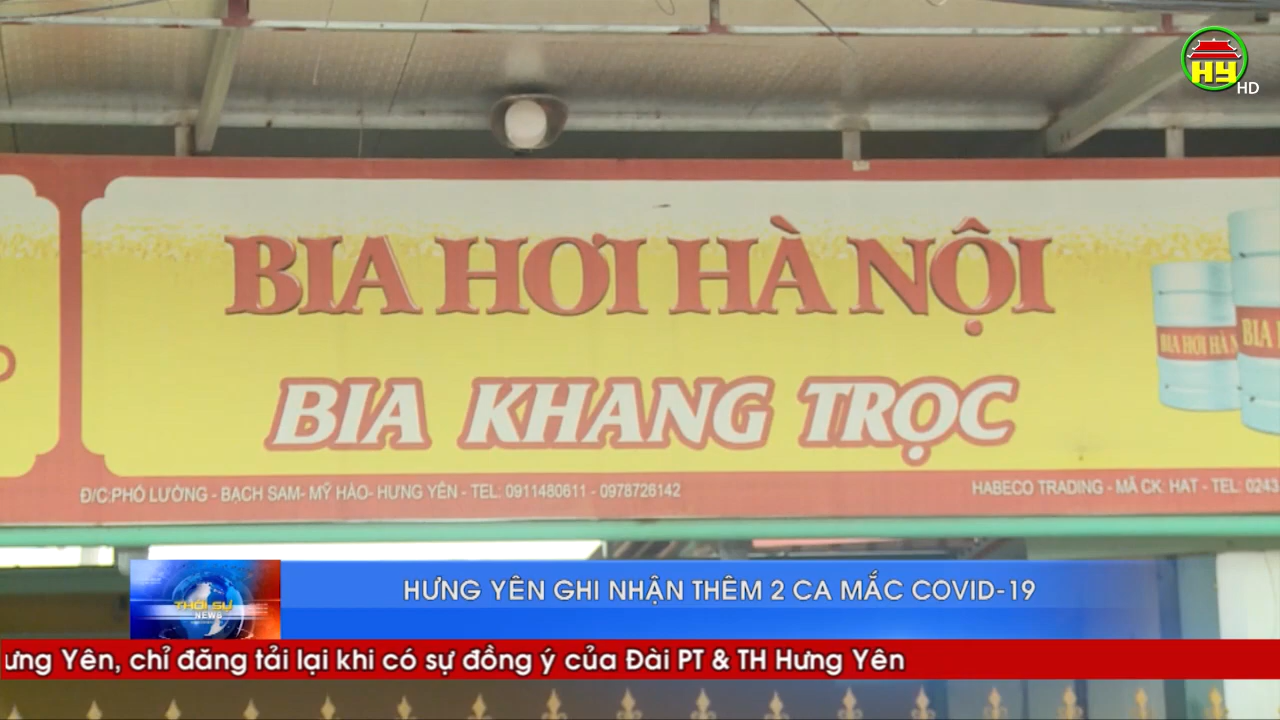 HY
HD
BIA HƠI HÀ NỘI
BIA HƠI HÀ N
BIA
BIA KHANG TRỌC
Đ/C:PHỐ LƯỜNG - BẠCH SAM- MỸ HÀO- HƯNG YÊN - TEL: 0911480611 - 0978726142
HABECO TRADING - MÃ CK: HAT - TEL: 0243
THỜI SỰ
NEWS
HƯNG YÊN GHI NHẬN THÊM 2 CA MẮC COVID-19
ưng Yên, chỉ đăng tải lại khi có sự đồng ý của Đài PT & TH Hưng Yên